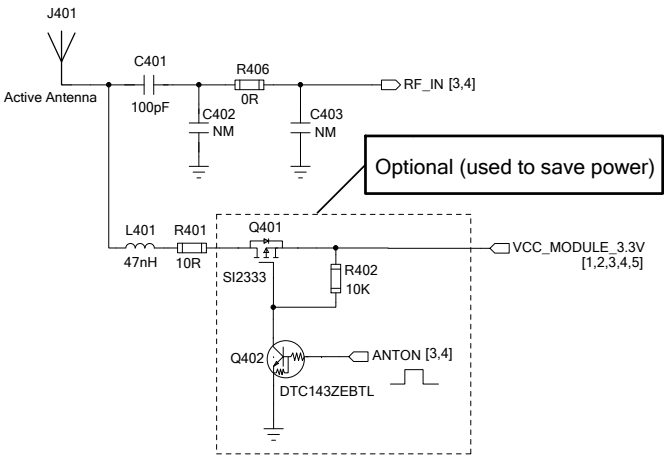 J401
Active Antenna
C401
100pF
C402
NM
R406
0R
C403
NM
RF_IN [3,4]
Optional (used to save power)
L401
47nH
R401
10R
Q401
SI2333
R402
10K
VCC_MODULE_3.3V
[1,2,3,4,5]
Q402
DTC143ZEBTL
ANTON [3,4]